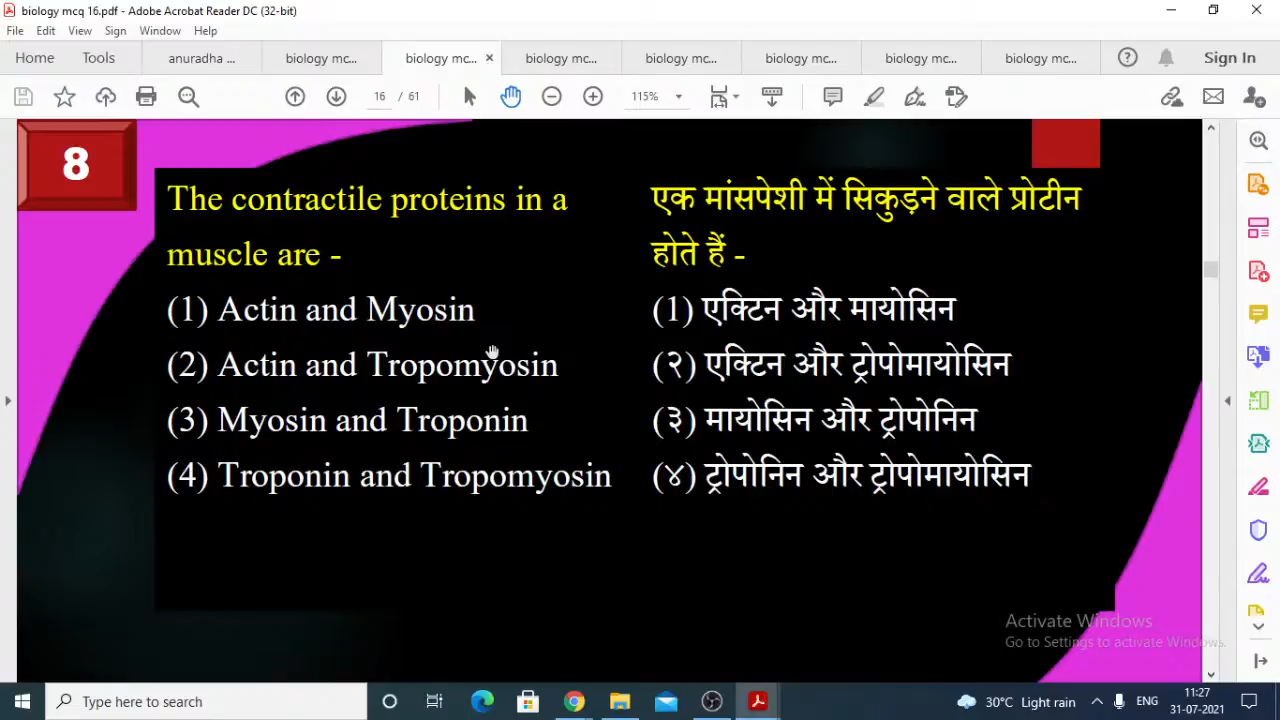 biology mcq 16.pdf - Adobe Acrobat Reader DC (32-bit)
File Edit View Sign Window Help
Home Tools anuradha ... biology mc... biology mc... × biology mc... biology mc... biology mc... biology mc... biology mc... Sign In
16 / 61 115%
8
The contractile proteins in a
muscle are -
(1) Actin and Myosin
(2) Actin and Tropomyosin
(3) Myosin and Troponin
(4) Troponin and Tropomyosin
एक मांसपेशी में सिकुड़ने वाले प्रोटीन
होते हैं -
(1) एक्टिन और मायोसिन
(२) एक्टिन और ट्रोपोमायोसिन
(३) मायोसिन और ट्रोपोनिन
(४) ट्रोपोनिन और ट्रोपोमायोसिन
Activate Windows
Go to Settings to activate Windows.
Type here to search
30°C Light rain
ENG
11:27
31-07-2021